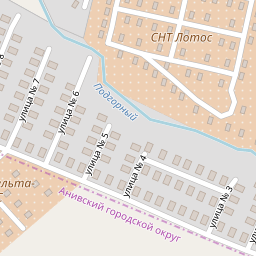 СНТ Лотос
Подгорный
улица № 7
улица № 6
улица № 5
улица № 4
улица № 3
Анивский городской округ